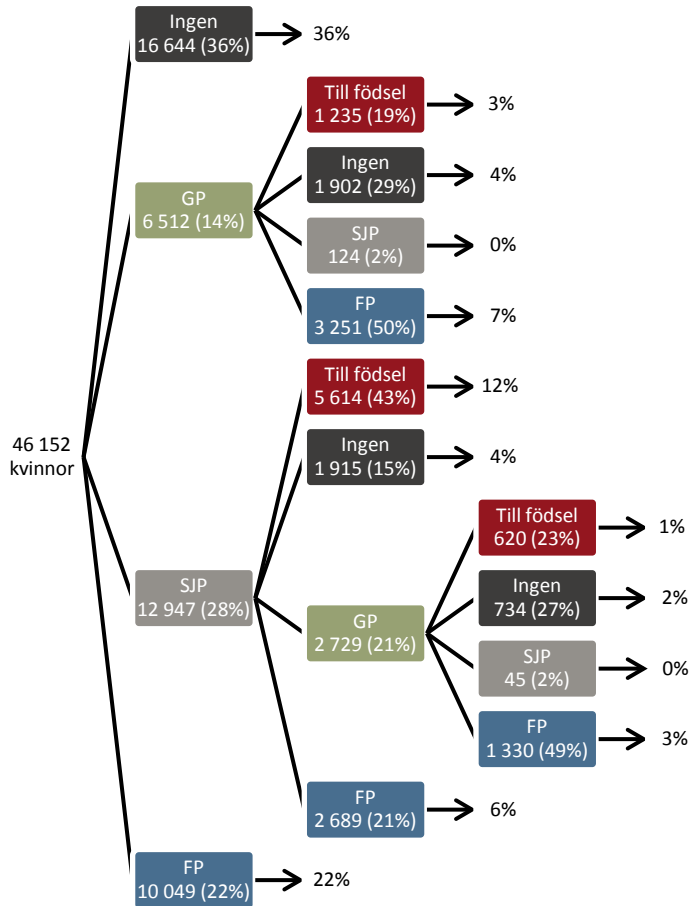 Ingen
16 644 (36%)
36%
Till födsel
1 235 (19%)
3%
Ingen
1 902 (29%)
4%
GP
6 512 (14%)
SJP
124 (2%)
0%
FP
3 251 (50%)
7%
Till födsel
5 614 (43%)
12%
46 152
kvinnor
Ingen
1 915 (15%)
4%
Till födsel
620 (23%)
1%
SJP
12 947 (28%)
Ingen
734 (27%)
2%
GP
2 729 (21%)
SJP
45 (2%)
0%
FP
1 330 (49%)
3%
FP
2 689 (21%)
6%
FP
10 049 (22%)
22%